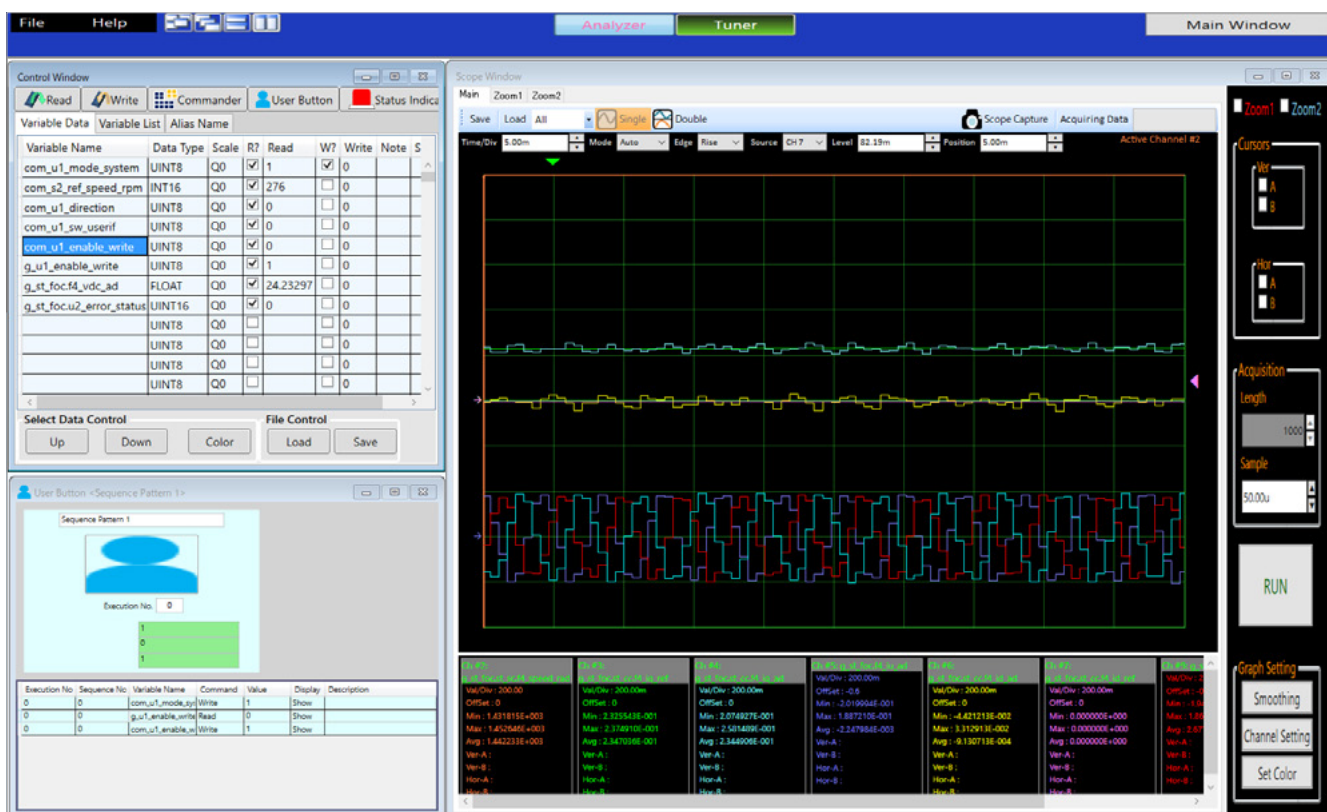 File Help Analyzer Tuner Main Window
Control Window
Read Write Commander User Button Status Indica
Variable Data Variable List Alias Name
Variable Name Data Type Scale R? Read W? Write Note S
com_u1_mode_system UINT8 Q0 1 0
com_s2_ref_speed_rpm INT16 Q0 276 0
com_u1_direction UINT8 Q0 0 0
com_u1_sw_userif UINT8 Q0 0 0
com_u1_enable_write UINT8 Q0 0 0
g_u1_enable_write UINT8 Q0 1 0
g_st_foc.f4_vdc_ad FLOAT Q0 24.23297 0
g_st_foc.u2_error_status UINT16 Q0 0 0
UINT8 Q0 0
UINT8 Q0 0
UINT8 Q0 0
UINT8 Q0 0
Select Data Control File Control
Up Down Color Load Save
User Button <Sequence Pattern 1>
Sequence Pattern 1
Execution No. 0
1
0
1
Execution No Sequence No Variable Name Command Value Display Description
0 0 com_u1_mode_sy Write 1 Show
0 0 g_u1_enable_write Read 0 Show
0 0 com_u1_enable_w Write 1 Show
Scope Window
Main Zoom1 Zoom2
Save Load All Single Double Scope Capture Acquiring Data
Time/Div 5.00m Mode Auto Edge Rise Source CH7 Level 82.19m Position 5.00m Active Channel #2
Ch #2: Ch #3: Ch #4: Ch #6: Ch #7:
Val/Div : 200.00 Val/Div : 200.00m Val/Div : 200.00m Val/Div : 200.00m Val/Div : 200.00m Val/Div : 200.00m
OffSet : 0 OffSet : 0 OffSet : 0 OffSet : -0.6 OffSet : 0 OffSet : 0
Min : 1.431815E+003 Min : 2.325543E-001 Min : 2.074927E-001 Min : -2.019994E-001 Min : -4.421213E-002 Min : 0.000000E+000
Max : 1.452646E+003 Max : 2.374910E-001 Max : 2.581489E-001 Max : 1.887210E-001 Max : 3.312913E-002 Max : 0.000000E+000
Avg : 1.442233E+003 Avg : 2.347036E-001 Avg : 2.344906E-001 Avg : -2.247984E-003 Avg : -9.130713E-004 Avg : 0.000000E+000
Ver-A : Ver-A : Ver-A : Ver-A : Ver-A : Ver-A :
Ver-B : Ver-B : Ver-B : Ver-B : Ver-B : Ver-B :
Hor-A : Hor-A : Hor-A : Hor-A : Hor-A : Hor-A :
Zoom1 Zoom2
Cursors
Ver
A
B
Hor
A
B
Acquisition
Length
1000
Sample
50.00u
RUN
Graph Setting
Smoothing
Channel Setting
Set Color